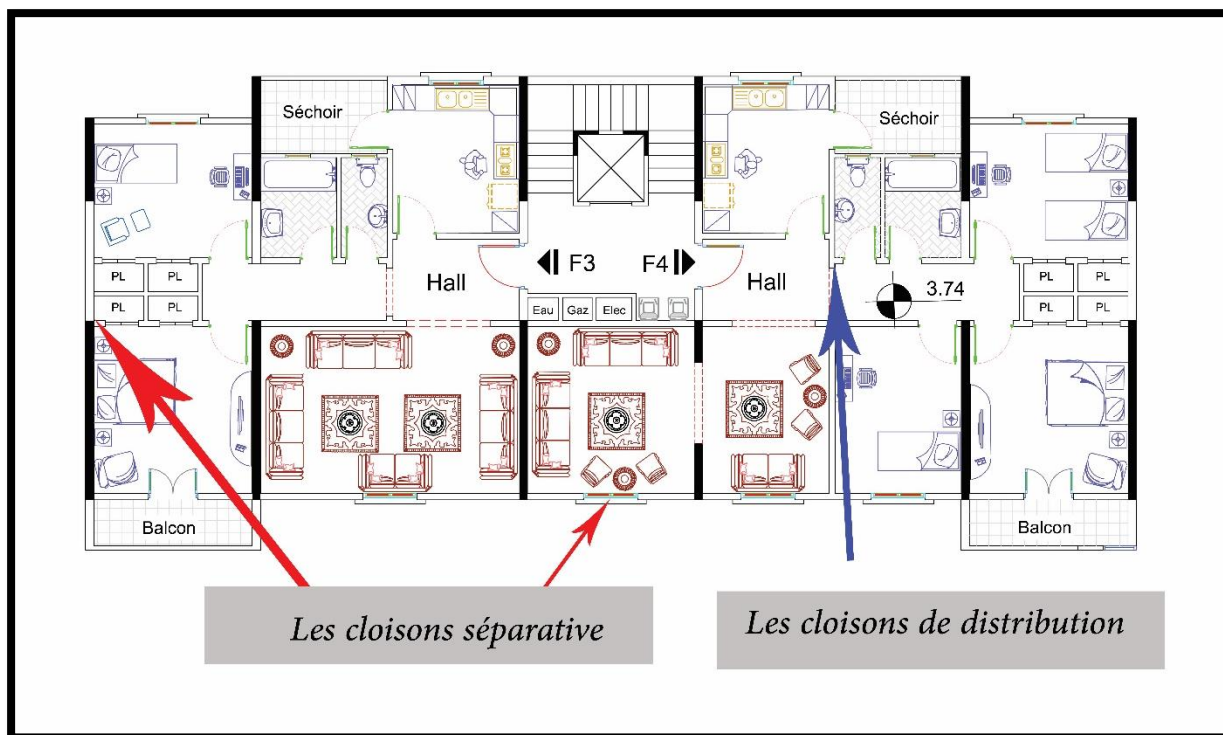 Séchoir
Séchoir
F3
F4
Hall
Hall
3.74
PL
PL
PL
PL
PL
PL
PL
PL
Eau
Gaz
Elec
Balcon
Balcon
Les cloisons séparative
Les cloisons de distribution